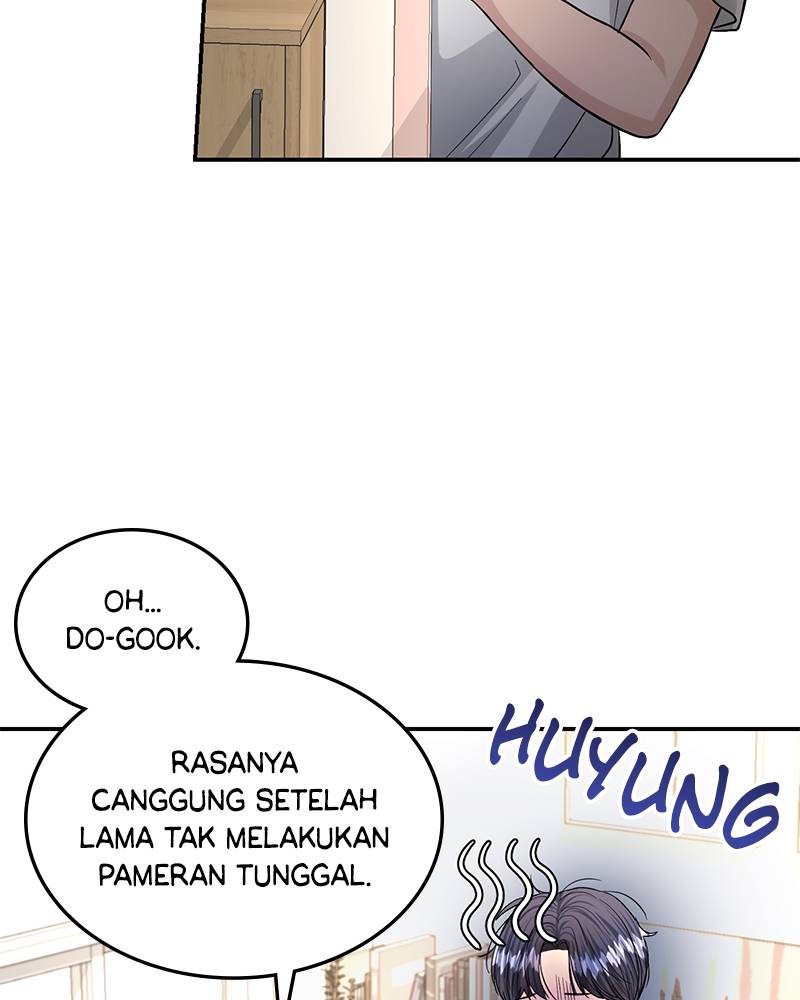 OH...
DO-GOOK.
RASANYA
CANGGUNG SETELAH
LAMA TAK MELAKUKAN
PAMERAN TUNGGAL.
HUYUNG